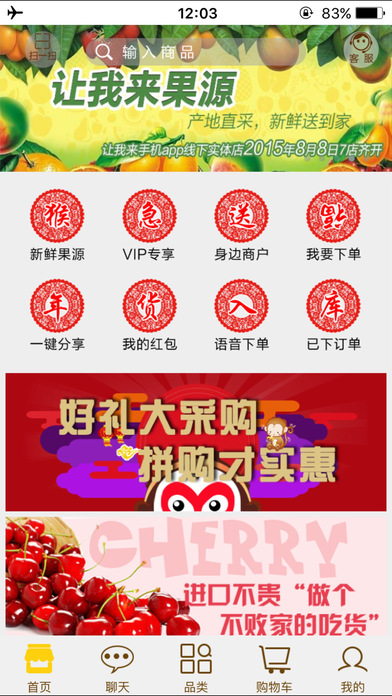 12:03
83%
扫一扫
输入商品
客服
让我来果源
产地直采，新鲜送到家
让我来手机app线下实体店2015年8月8日7店齐开
猴
急
送
點
新鲜果源
VIP专享
身边商户
我要下单
年
货
入
库
一键分享
我的红包
语音下单
已下订单
好礼大采购
拼购才实惠
CHERRY
进口不贵“做个
不败家的吃货”
首页
聊天
品类
购物车
我的